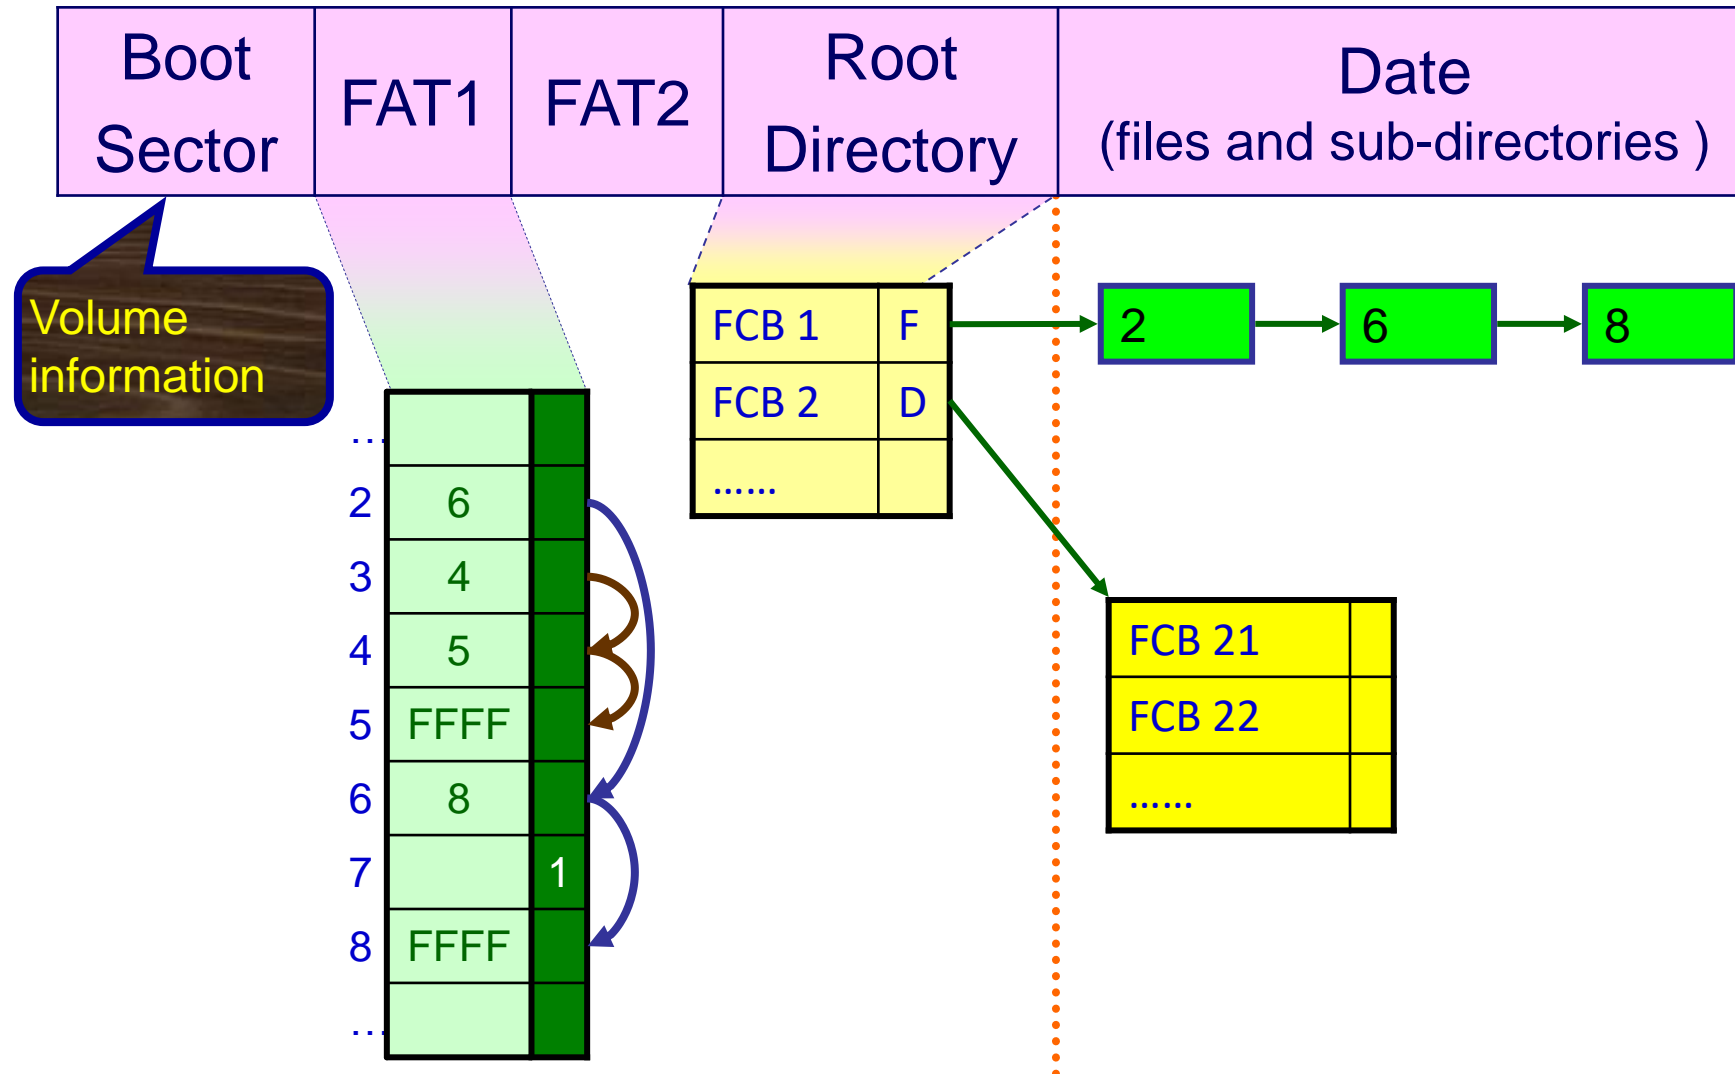 Boot
Sector
FAT1
FAT2
Root
Directory
Date
(files and sub-directories )
Volume
information
FCB 1 F
FCB 2 D
......
2
6
8
...
2 6
3 4
4 5
5 FFFF
6 8
7 1
8 FFFF
...
FCB 21
FCB 22
......